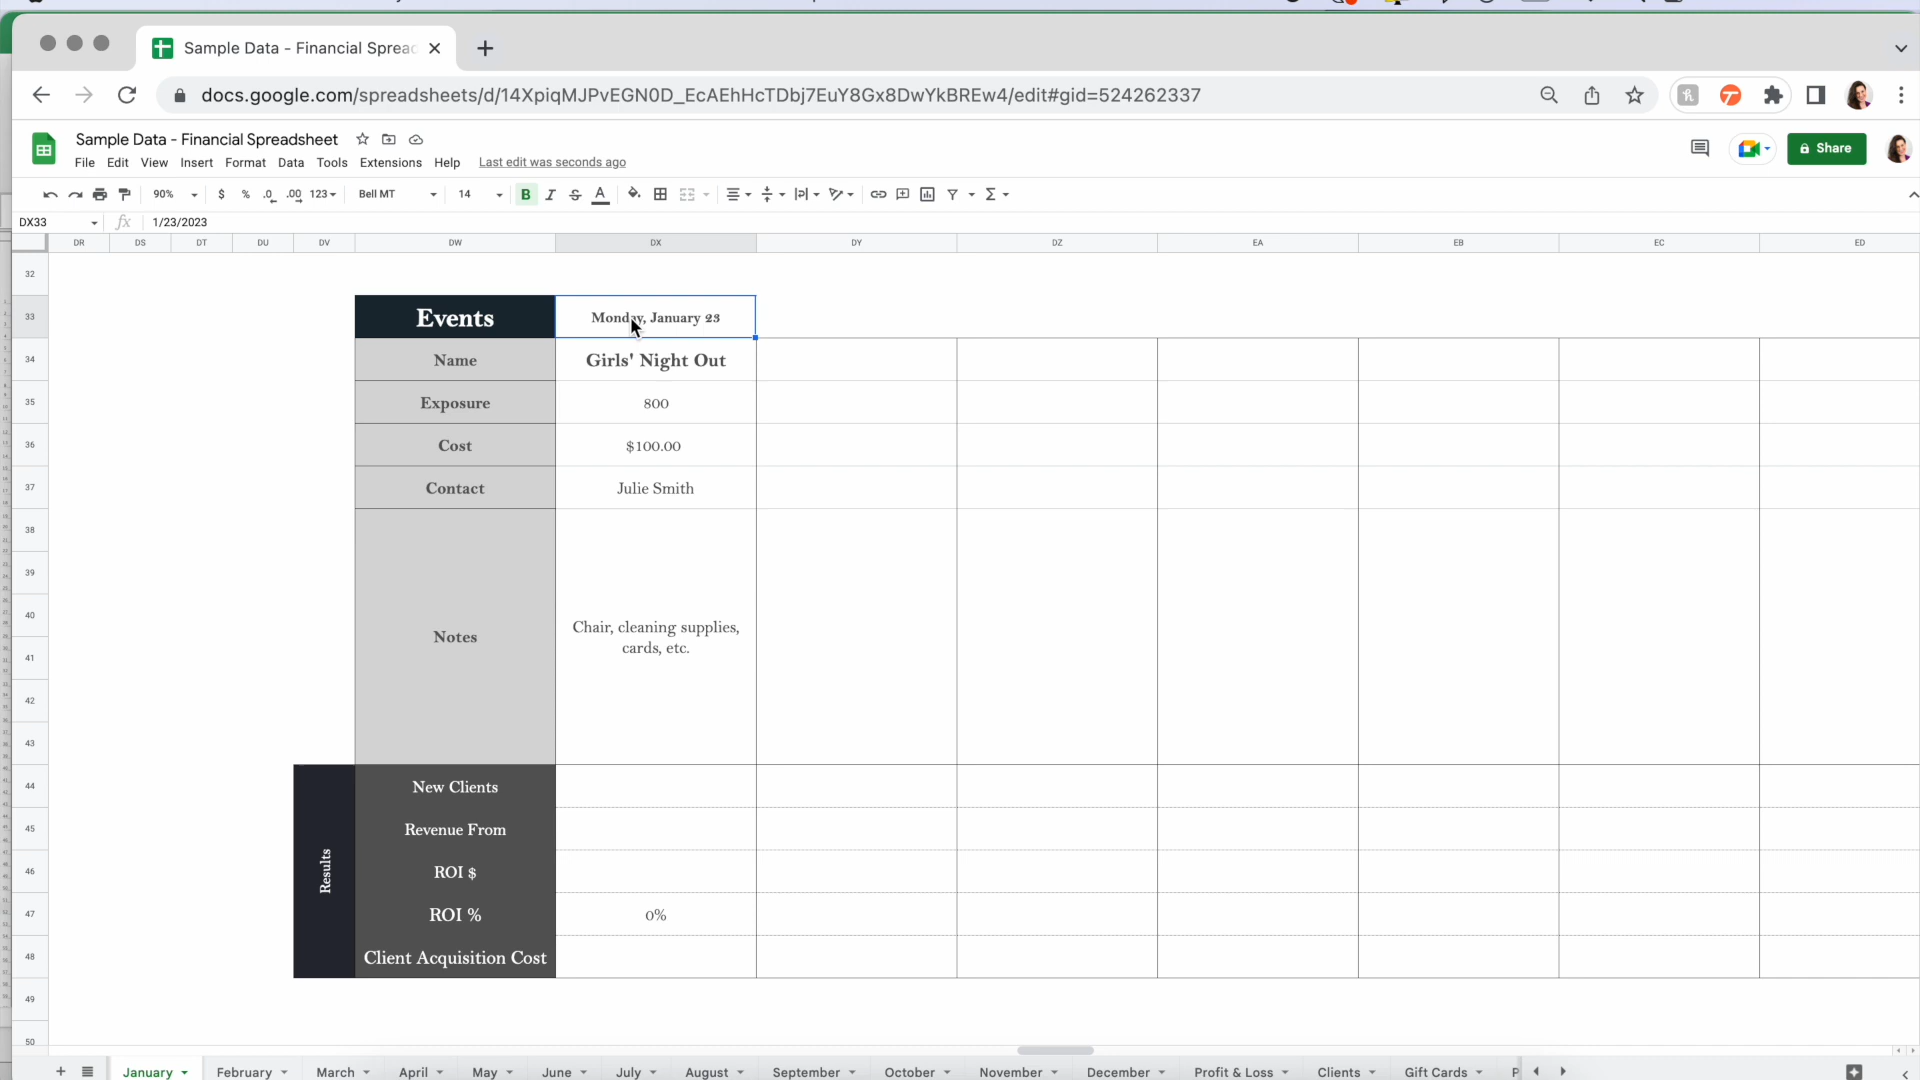 Sample Data - Financial Spreac
docs.google.com/spreadsheets/d/14XpiqMJPvEGN0D_EcAEhHcTDbj7EuY8Gx8DwYkBREw4/edit#gid=524262337
Sample Data - Financial Spreadsheet
File Edit View Insert Format Data Tools Extensions Help Last edit was seconds ago
Share
90% $ % .0 .00 123 Bell MT 14 B I S A Σ
DX33 fx 1/23/2023
DR DS DT DU DV DW DX DY DZ EA EB EC ED
32
33 Events Monday, January 23
34 Name Girls' Night Out
35 Exposure 800
36 Cost $100.00
37 Contact Julie Smith
38
39
40
Notes Chair, cleaning supplies,
cards, etc.
41
42
43
44 New Clients
45 Revenue From
46 Results ROI $
47 ROI % 0%
48 Client Acquisition Cost
49
50
+ January February March April May June July August September October November December Profit & Loss Clients Gift Cards P